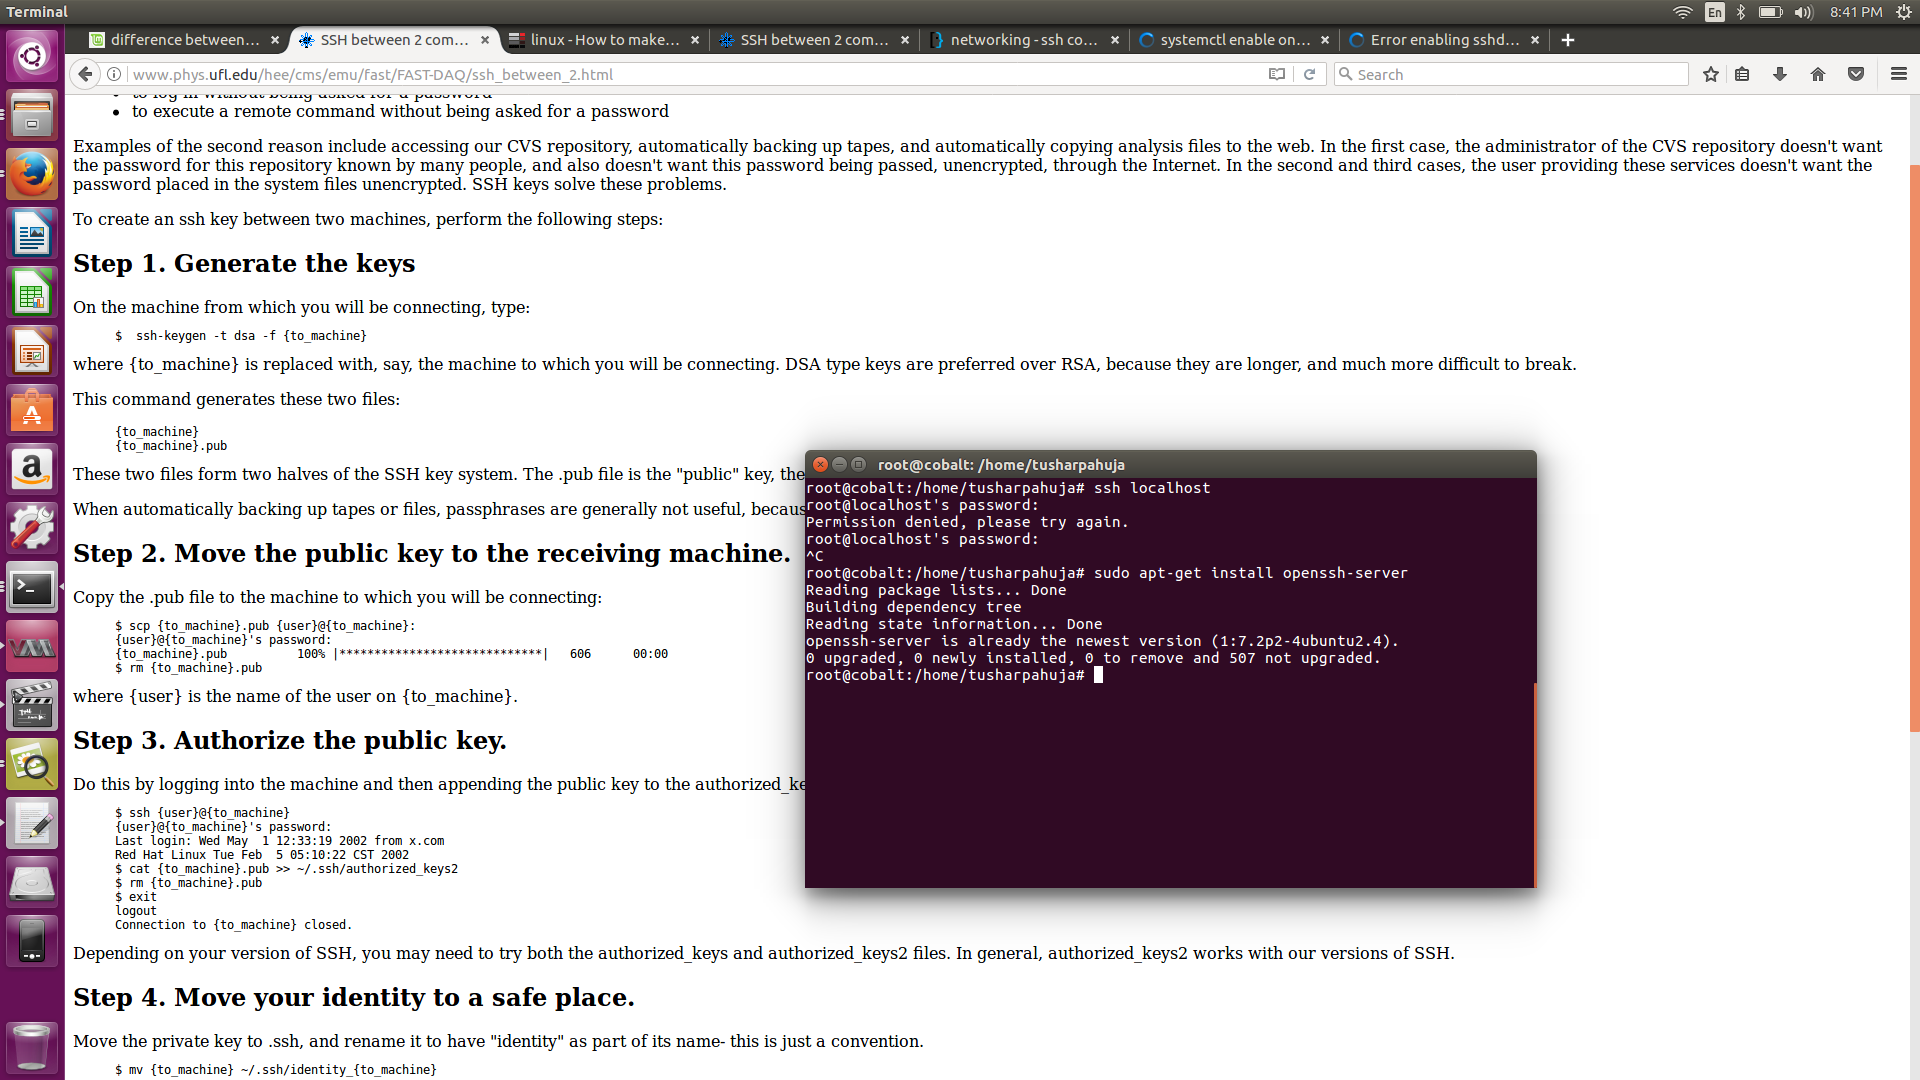 Terminal
En
8:41 PM
difference between...
SSH between 2 com...
linux - How to make...
SSH between 2 com...
networking - ssh co...
systemctl enable on...
Error enabling sshd...
www.phys.ufl.edu/hee/cms/emu/fast/FAST-DAQ/ssh_between_2.html
Search
to log in without being asked for a password
to execute a remote command without being asked for a password
Examples of the second reason include accessing our CVS repository, automatically backing up tapes, and automatically copying analysis files to the web. In the first case, the administrator of the CVS repository doesn't want
the password for this repository known by many people, and also doesn't want this password being passed, unencrypted, through the Internet. In the second and third cases, the user providing these services doesn't want the
password placed in the system files unencrypted. SSH keys solve these problems.
To create an ssh key between two machines, perform the following steps:
Step 1. Generate the keys
On the machine from which you will be connecting, type:
$  ssh-keygen -t dsa -f {to_machine}
where {to_machine} is replaced with, say, the machine to which you will be connecting. DSA type keys are preferred over RSA, because they are longer, and much more difficult to break.
This command generates these two files:
{to_machine}
{to_machine}.pub
These two files form two halves of the SSH key system. The .pub file is the "public" key, the
When automatically backing up tapes or files, passphrases are generally not useful, becaus
Step 2. Move the public key to the receiving machine.
Copy the .pub file to the machine to which you will be connecting:
$ scp {to_machine}.pub {user}@{to_machine}:
{user}@{to_machine}'s password:
{to_machine}.pub          100% |*****************************|   606      00:00
$ rm {to_machine}.pub
where {user} is the name of the user on {to_machine}.
Step 3. Authorize the public key.
Do this by logging into the machine and then appending the public key to the authorized_ke
$ ssh {user}@{to_machine}
{user}@{to_machine}'s password:
Last login: Wed May  1 12:33:19 2002 from x.com
Red Hat Linux Tue Feb  5 05:10:22 CST 2002
$ cat {to_machine}.pub >> ~/.ssh/authorized_keys2
$ rm {to_machine}.pub
$ exit
logout
Connection to {to_machine} closed.
Depending on your version of SSH, you may need to try both the authorized_keys and authorized_keys2 files. In general, authorized_keys2 works with our versions of SSH.
Step 4. Move your identity to a safe place.
Move the private key to .ssh, and rename it to have "identity" as part of its name- this is just a convention.
$ mv {to_machine} ~/.ssh/identity_{to_machine}
root@cobalt: /home/tusharpahuja
root@cobalt:/home/tusharpahuja# ssh localhost
root@localhost's password:
Permission denied, please try again.
root@localhost's password:
^C
root@cobalt:/home/tusharpahuja# sudo apt-get install openssh-server
Reading package lists... Done
Building dependency tree
Reading state information... Done
openssh-server is already the newest version (1:7.2p2-4ubuntu2.4).
0 upgraded, 0 newly installed, 0 to remove and 507 not upgraded.
root@cobalt:/home/tusharpahuja#